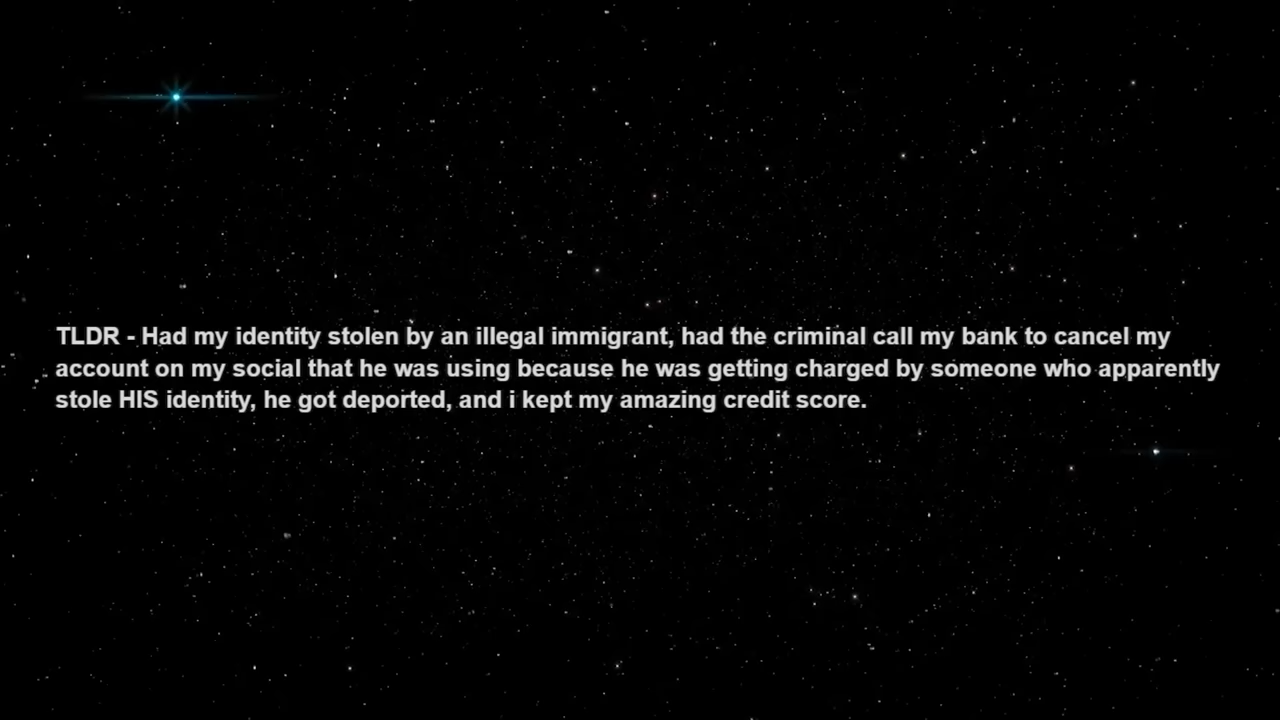 TLDR - Had my identity stolen by an illegal immigrant, had the criminal call my bank to cancel my
account on my social that he was using because he was getting charged by someone who apparently
stole HIS identity, he got deported, and i kept my amazing credit score.